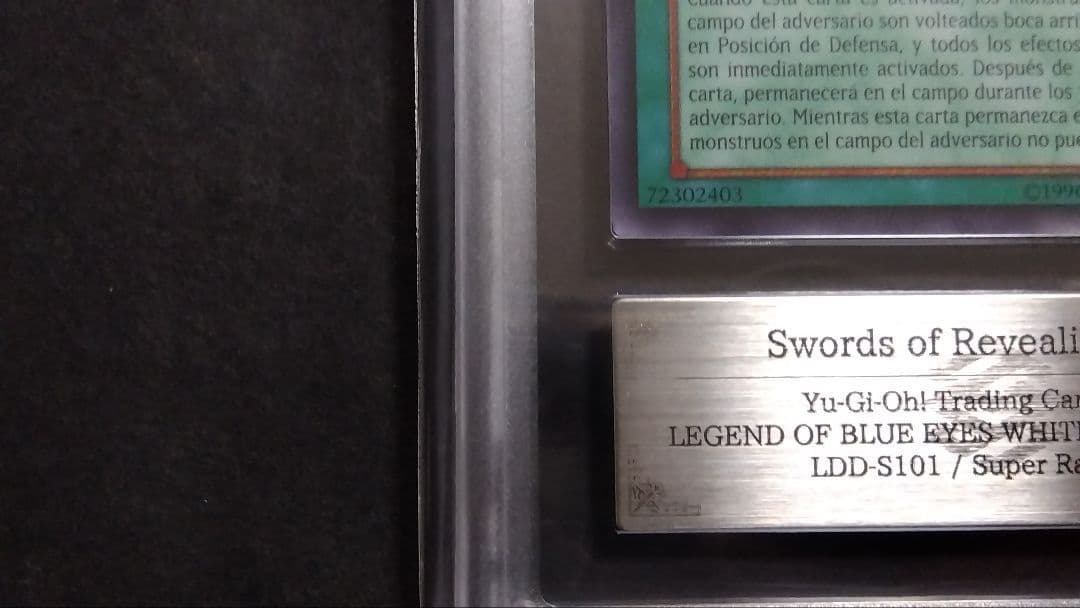 campo del adversario son volteados boca arri
en Posición de Defensa, y todos los efectos
son inmediatamente activados. Después de
carta, permanecerá en el campo durante los
adversario. Mientras esta carta permanezca e
monstruos en el campo del adversario no pue
72302403 ©1996
Swords of Reveali
Yu-Gi-Oh! Trading Car
LEGEND OF BLUE EYES WHITE
LDD-S101 / Super Ra